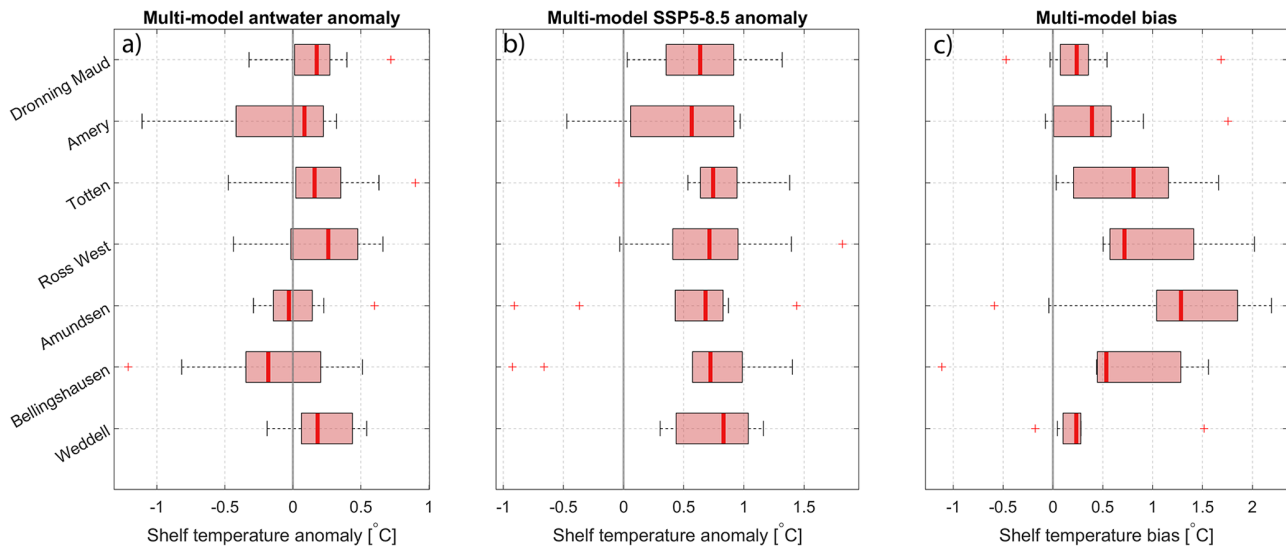 Multi-model antwater anomaly
Multi-model SSP5-8.5 anomaly
Multi-model bias
a)
b)
c)
Dronning Maud
Amery
Totten
Ross West
Amundsen
Bellingshausen
Weddell
-1 -0.5 0 0.5 1
-1 -0.5 0 0.5 1 1.5
-1 -0.5 0 0.5 1 1.5 2
Shelf temperature anomaly [°C]
Shelf temperature anomaly [°C]
Shelf temperature bias [°C]